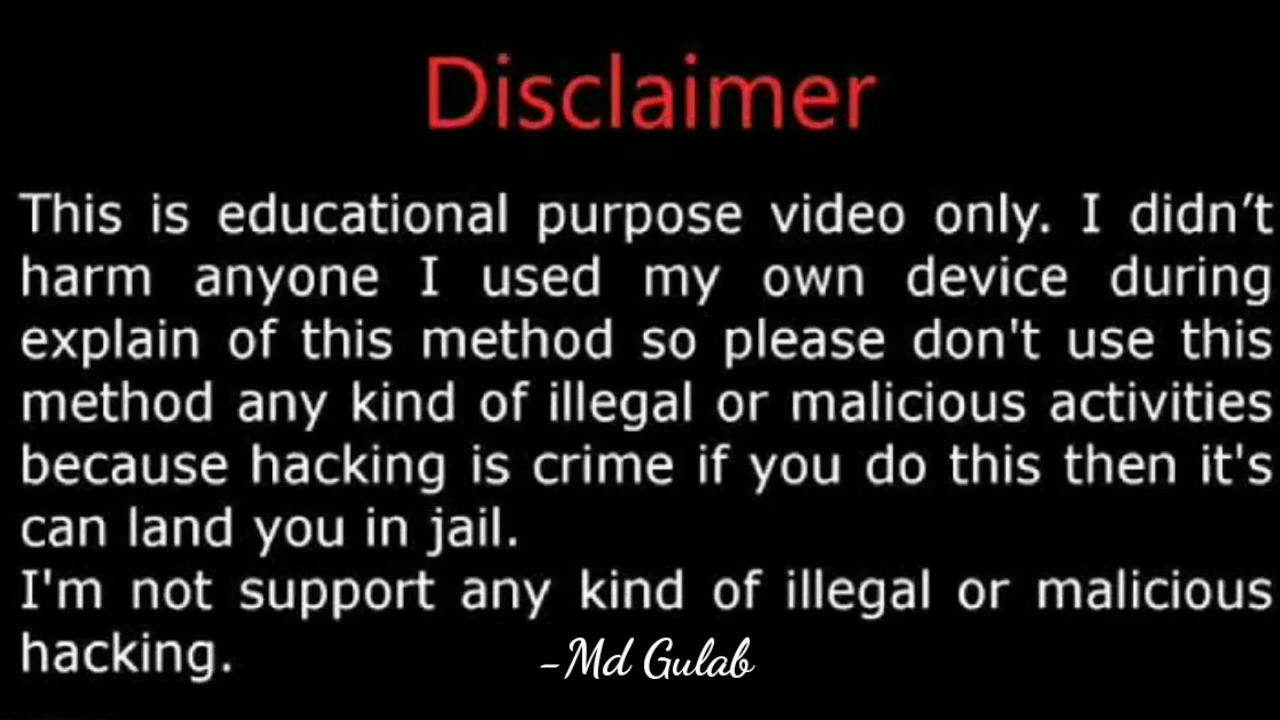 Disclaimer
This is educational purpose video only. I didn’t
harm anyone I used my own device during
explain of this method so please don't use this
method any kind of illegal or malicious activities
because hacking is crime if you do this then it's
can land you in jail.
I'm not support any kind of illegal or malicious
hacking.
-Md Gulab